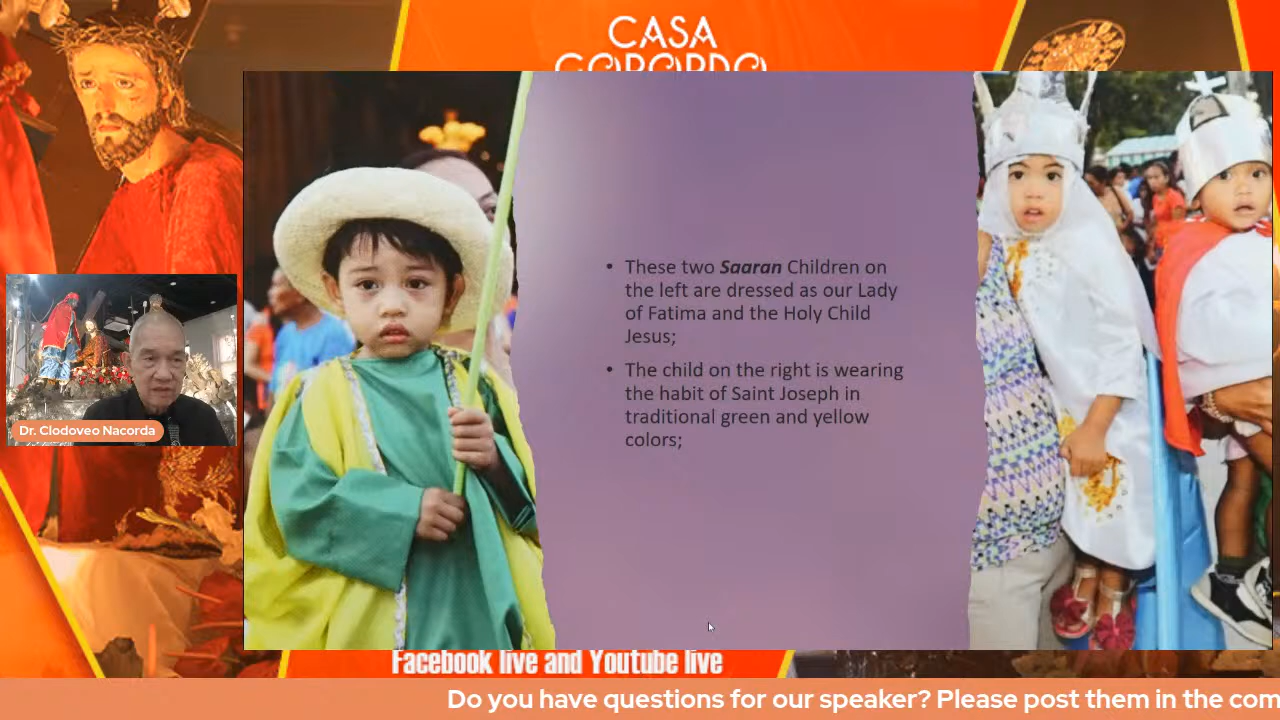 CASA
GORORDO
• These two Saaran Children on
the left are dressed as our Lady
of Fatima and the Holy Child
Jesus;
• The child on the right is wearing
the habit of Saint Joseph in
traditional green and yellow
colors;
Dr. Clodoveo Nacorda
Facebook live and Youtube live
Do you have questions for our speaker? Please post them in the com